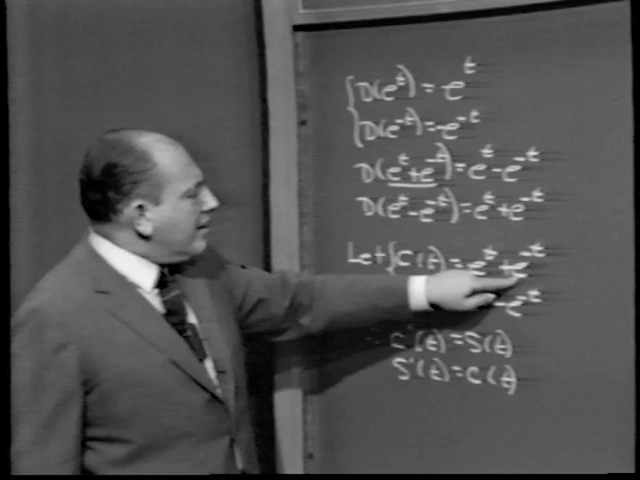 D(e^t) = e^t
D(e^-t) = -e^-t
D(e^t + e^-t) = e^t - e^-t
D(e^t - e^-t) = e^t + e^-t
Let { C(t) = e^t + e^-t
- e^-t
C'(t) = S(t)
S'(t) = C(t)